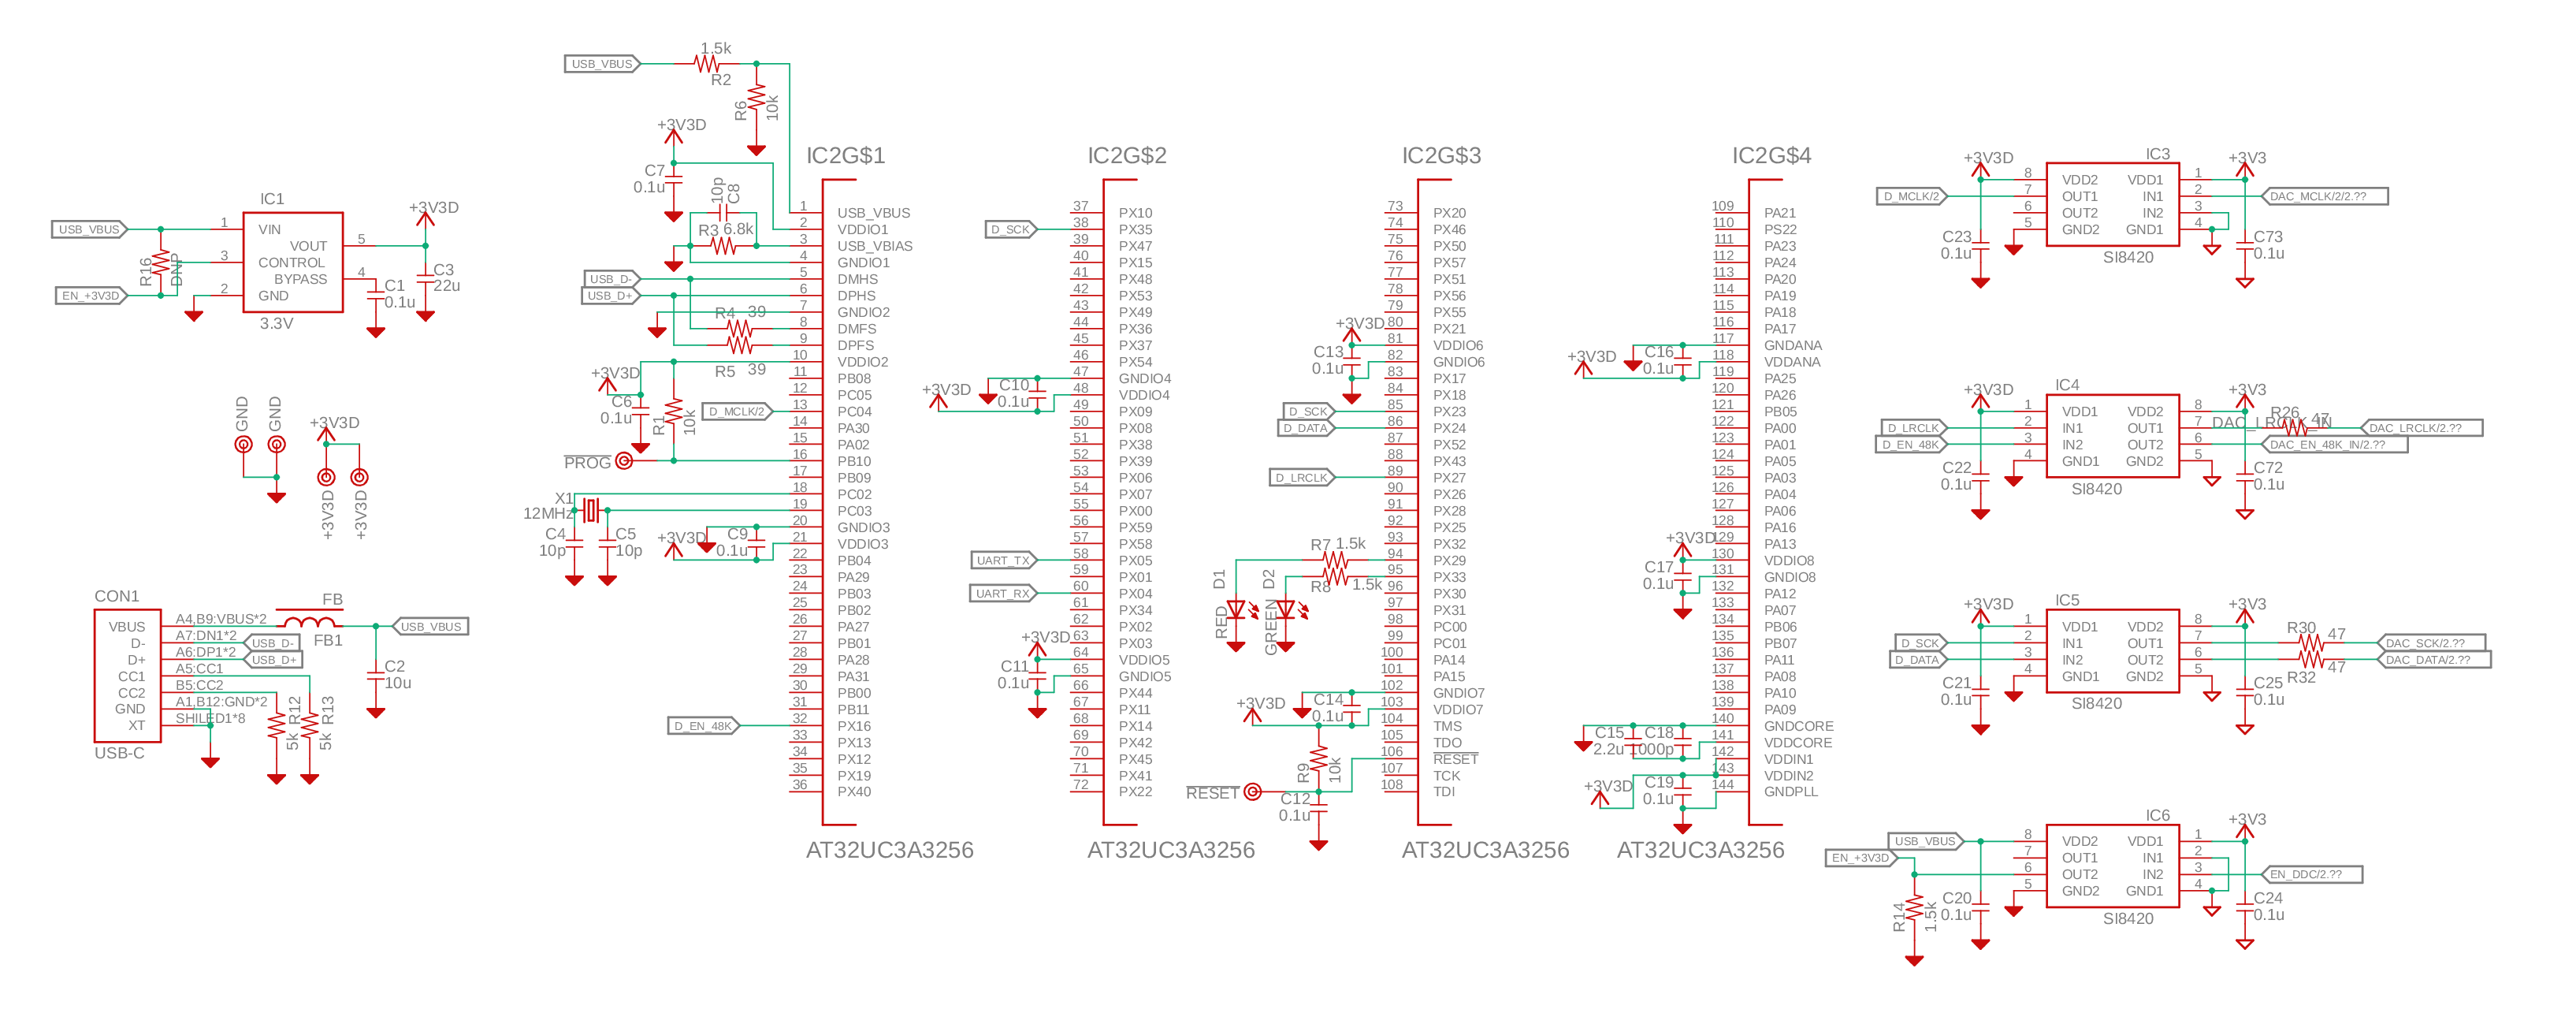 IC1
USB_VBUS
1 VIN
VOUT 5
+3V3D
R16
DNP
3 CONTROL
BYPASS 4
EN_+3V3D
2 GND
3.3V
C1
0.1u
C3
22u
GND
GND
+3V3D
+3V3D
+3V3D
CON1
USB-C
VBUS A4,B9:VBUS*2
D- A7:DN1*2
D+ A6:DP1*2
CC1 A5:CC1
CC2 B5:CC2
GND A1,B12:GND*2
XT SHILED1*8
FB
FB1
USB_VBUS
USB_D-
USB_D+
C2
10u
R12
5k
R13
5k
USB_VBUS
1.5k
R2
R6
10k
+3V3D
C7
0.1u
10p
C8
R3 6.8k
USB_D-
USB_D+
R4 39
R5 39
+3V3D
C6
0.1u
R1
10k
D_MCLK/2
PROG
X1
12MHz
C4
10p
C5
10p
+3V3D
C9
0.1u
D_EN_48K
IC2G$1
1 USB_VBUS
2 VDDIO1
3 USB_VBIAS
4 GNDIO1
5 DMHS
6 DPHS
7 GNDIO2
8 DMFS
9 DPFS
10 VDDIO2
11 PB08
12 PC05
13 PC04
14 PA30
15 PA02
16 PB10
17 PB09
18 PC02
19 PC03
20 GNDIO3
21 VDDIO3
22 PB04
23 PA29
24 PB03
25 PB02
26 PA27
27 PB01
28 PA28
29 PA31
30 PB00
31 PB11
32 PX16
33 PX13
34 PX12
35 PX19
36 PX40
AT32UC3A3256
IC2G$2
D_SCK
+3V3D
C10
0.1u
UART_TX
UART_RX
+3V3D
C11
0.1u
37 PX10
38 PX35
39 PX47
40 PX15
41 PX48
42 PX53
43 PX49
44 PX36
45 PX37
46 PX54
47 GNDIO4
48 VDDIO4
49 PX09
50 PX08
51 PX38
52 PX39
53 PX06
54 PX07
55 PX00
56 PX59
57 PX58
58 PX05
59 PX01
60 PX04
61 PX34
62 PX02
63 PX03
64 VDDIO5
65 GNDIO5
66 PX44
67 PX11
68 PX14
69 PX42
70 PX45
71 PX41
72 PX22
AT32UC3A3256
IC2G$3
+3V3D
C13
0.1u
D_SCK
D_DATA
D_LRCLK
R7 1.5k
R8 1.5k
D1
RED
D2
GREEN
+3V3D
C14
0.1u
R9
10k
RESET
C12
0.1u
73 PX20
74 PX46
75 PX50
76 PX57
77 PX51
78 PX56
79 PX55
80 PX21
81 VDDIO6
82 GNDIO6
83 PX17
84 PX18
85 PX23
86 PX24
87 PX52
88 PX43
89 PX27
90 PX26
91 PX28
92 PX25
93 PX32
94 PX29
95 PX33
96 PX30
97 PX31
98 PC00
99 PC01
100 PA14
101 PA15
102 GNDIO7
103 VDDIO7
104 TMS
105 TDO
106 RESET
107 TCK
108 TDI
AT32UC3A3256
IC2G$4
+3V3D
C16
0.1u
+3V3D
C17
0.1u
C15
2.2u
C18
1000p
+3V3D
C19
0.1u
109 PA21
110 PS22
111 PA23
112 PA24
113 PA20
114 PA19
115 PA18
116 PA17
117 GNDANA
118 VDDANA
119 PA25
120 PA26
121 PB05
122 PA00
123 PA01
124 PA05
125 PA03
126 PA04
127 PA06
128 PA16
129 PA13
130 VDDIO8
131 GNDIO8
132 PA12
133 PA07
134 PB06
135 PB07
136 PA11
137 PA08
138 PA10
139 PA09
140 GNDCORE
141 VDDCORE
142 VDDIN1
143 VDDIN2
144 GNDPLL
AT32UC3A3256
IC3
+3V3D
+3V3
8 VDD2 VDD1 1
D_MCLK/2 7 OUT1 IN1 2 DAC_MCLK/2/2.??
6 OUT2 IN2 3
5 GND2 GND1 4
C23
0.1u
SI8420
C73
0.1u
IC4
+3V3D
+3V3
1 VDD1 VDD2 8
R26 47
D_LRCLK 2 IN1 OUT1 7 DAC_LRCLK_IN DAC_LRCLK/2.??
D_EN_48K 3 IN2 OUT2 6 DAC_EN_48K_IN/2.??
4 GND1 GND2 5
C22
0.1u
SI8420
C72
0.1u
IC5
+3V3D
+3V3
1 VDD1 VDD2 8
D_SCK 2 IN1 OUT1 7 R30 47 DAC_SCK/2.??
D_DATA 3 IN2 OUT2 6 R32 47 DAC_DATA/2.??
4 GND1 GND2 5
C21
0.1u
SI8420
C25
0.1u
IC6
+3V3
USB_VBUS 8 VDD2 VDD1 1
EN_+3V3D 7 OUT1 IN1 2
6 OUT2 IN2 3 EN_DDC/2.??
5 GND2 GND1 4
R14
1.5k
C20
0.1u
SI8420
C24
0.1u